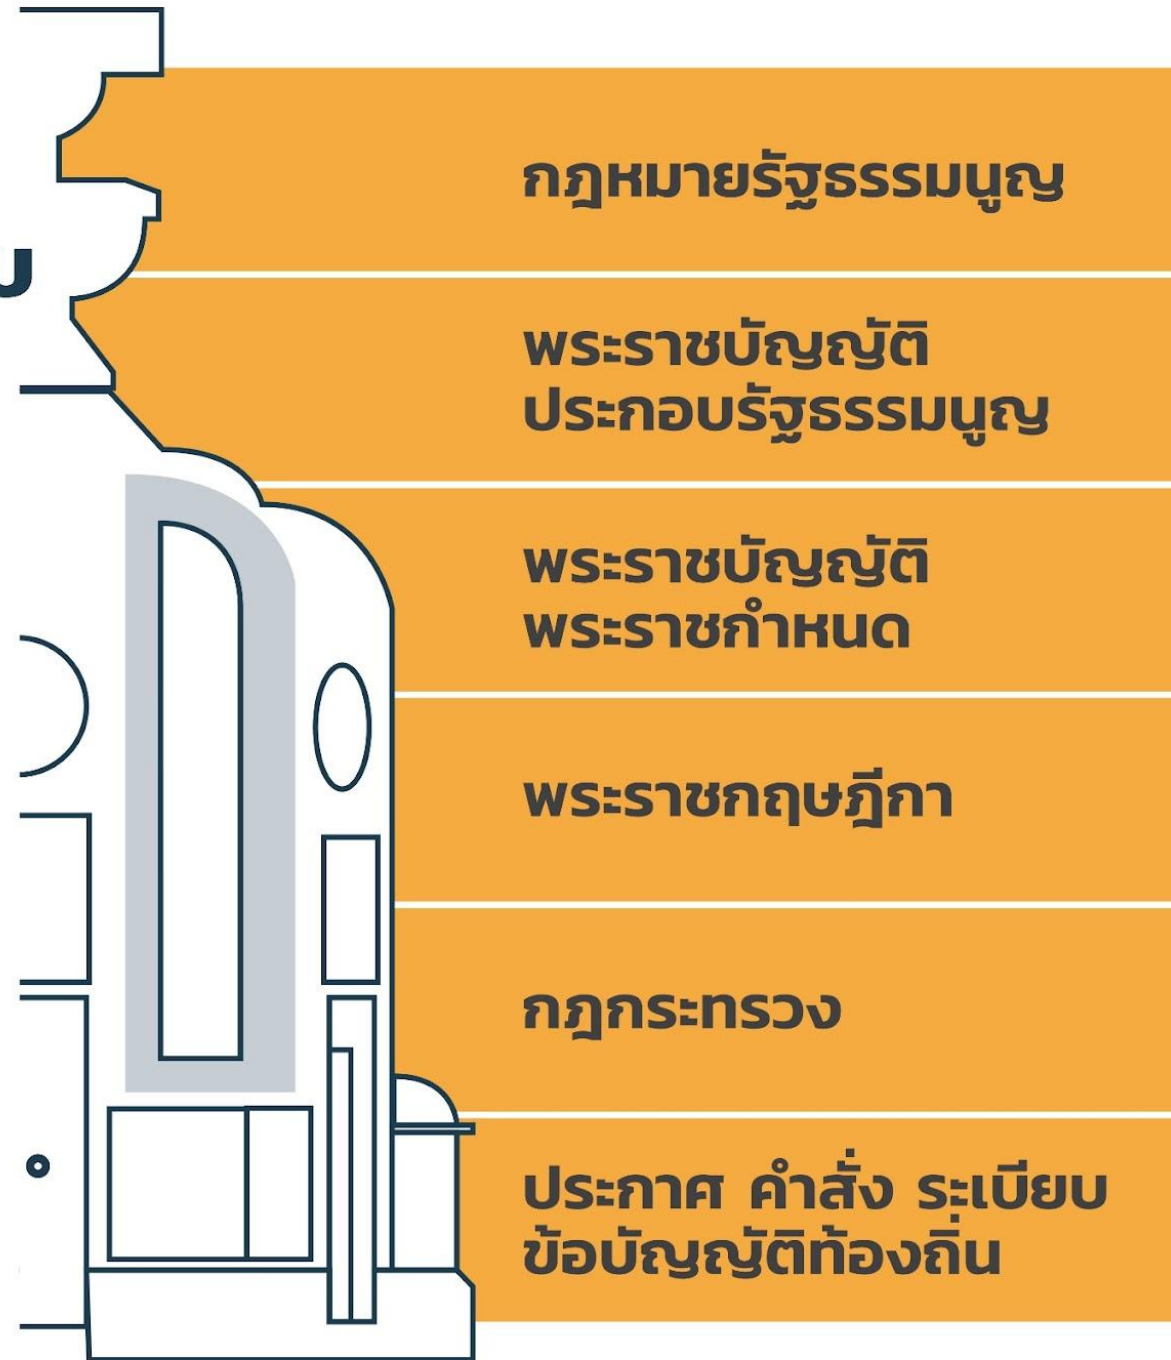 กฎหมายรัฐธรรมนูญ
พระราชบัญญัติ
ประกอบรัฐธรรมนูญ
พระราชบัญญัติ
พระราชกำหนด
พระราชกฤษฎีกา
กฎกระทรวง
ประกาศ คำสั่ง ระเบียบ
ข้อบัญญัติท้องถิ่น